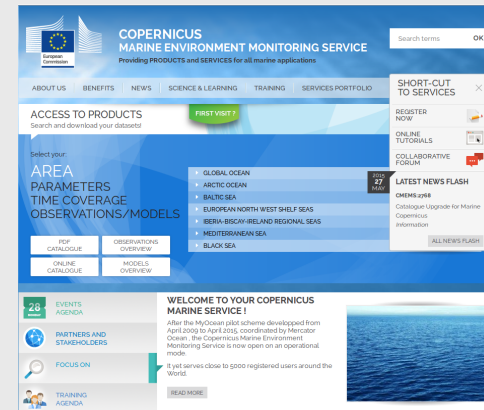 European
Commission
COPERNICUS
MARINE ENVIRONMENT MONITORING SERVICE
Providing PRODUCTS and SERVICES for all marine applications
Search terms OK
ABOUT US BENEFITS NEWS SCIENCE & LEARNING TRAINING SERVICES PORTFOLIO
SHORT-CUT
TO SERVICES
REGISTER
NOW
ONLINE
TUTORIALS
COLLABORATIVE
FORUM
LATEST NEWS FLASH
CMEMS:2768
Catalogue Upgrade for Marine
Copernicus
Information
ALL NEWS FLASH
ACCESS TO PRODUCTS
Search and download your datasets!
FIRST VISIT ?
Select your:
AREA
PARAMETERS
TIME COVERAGE
OBSERVATIONS/MODELS
GLOBAL OCEAN
ARCTIC OCEAN
BALTIC SEA
EUROPEAN NORTH WEST SHELF SEAS
IBERIA-BISCAY-IRELAND REGIONAL SEAS
MEDITERRANEAN SEA
BLACK SEA
2015
27
MAY
PDF
CATALOGUE
OBSERVATIONS
OVERVIEW
ONLINE
CATALOGUE
MODELS
OVERVIEW
28
EVENTS
AGENDA
PARTNERS AND
STAKEHOLDERS
FOCUS ON
TRAINING
AGENDA
WELCOME TO YOUR COPERNICUS
MARINE SERVICE !
After the MyOcean pilot scheme developped from
April 2009 to April 2015, coordinated by Mercator
Ocean , the Copernicus Marine Environment
Monitoring Service is now open on an operational
mode.
It yet serves close to 5000 registered users around the
World.
READ MORE